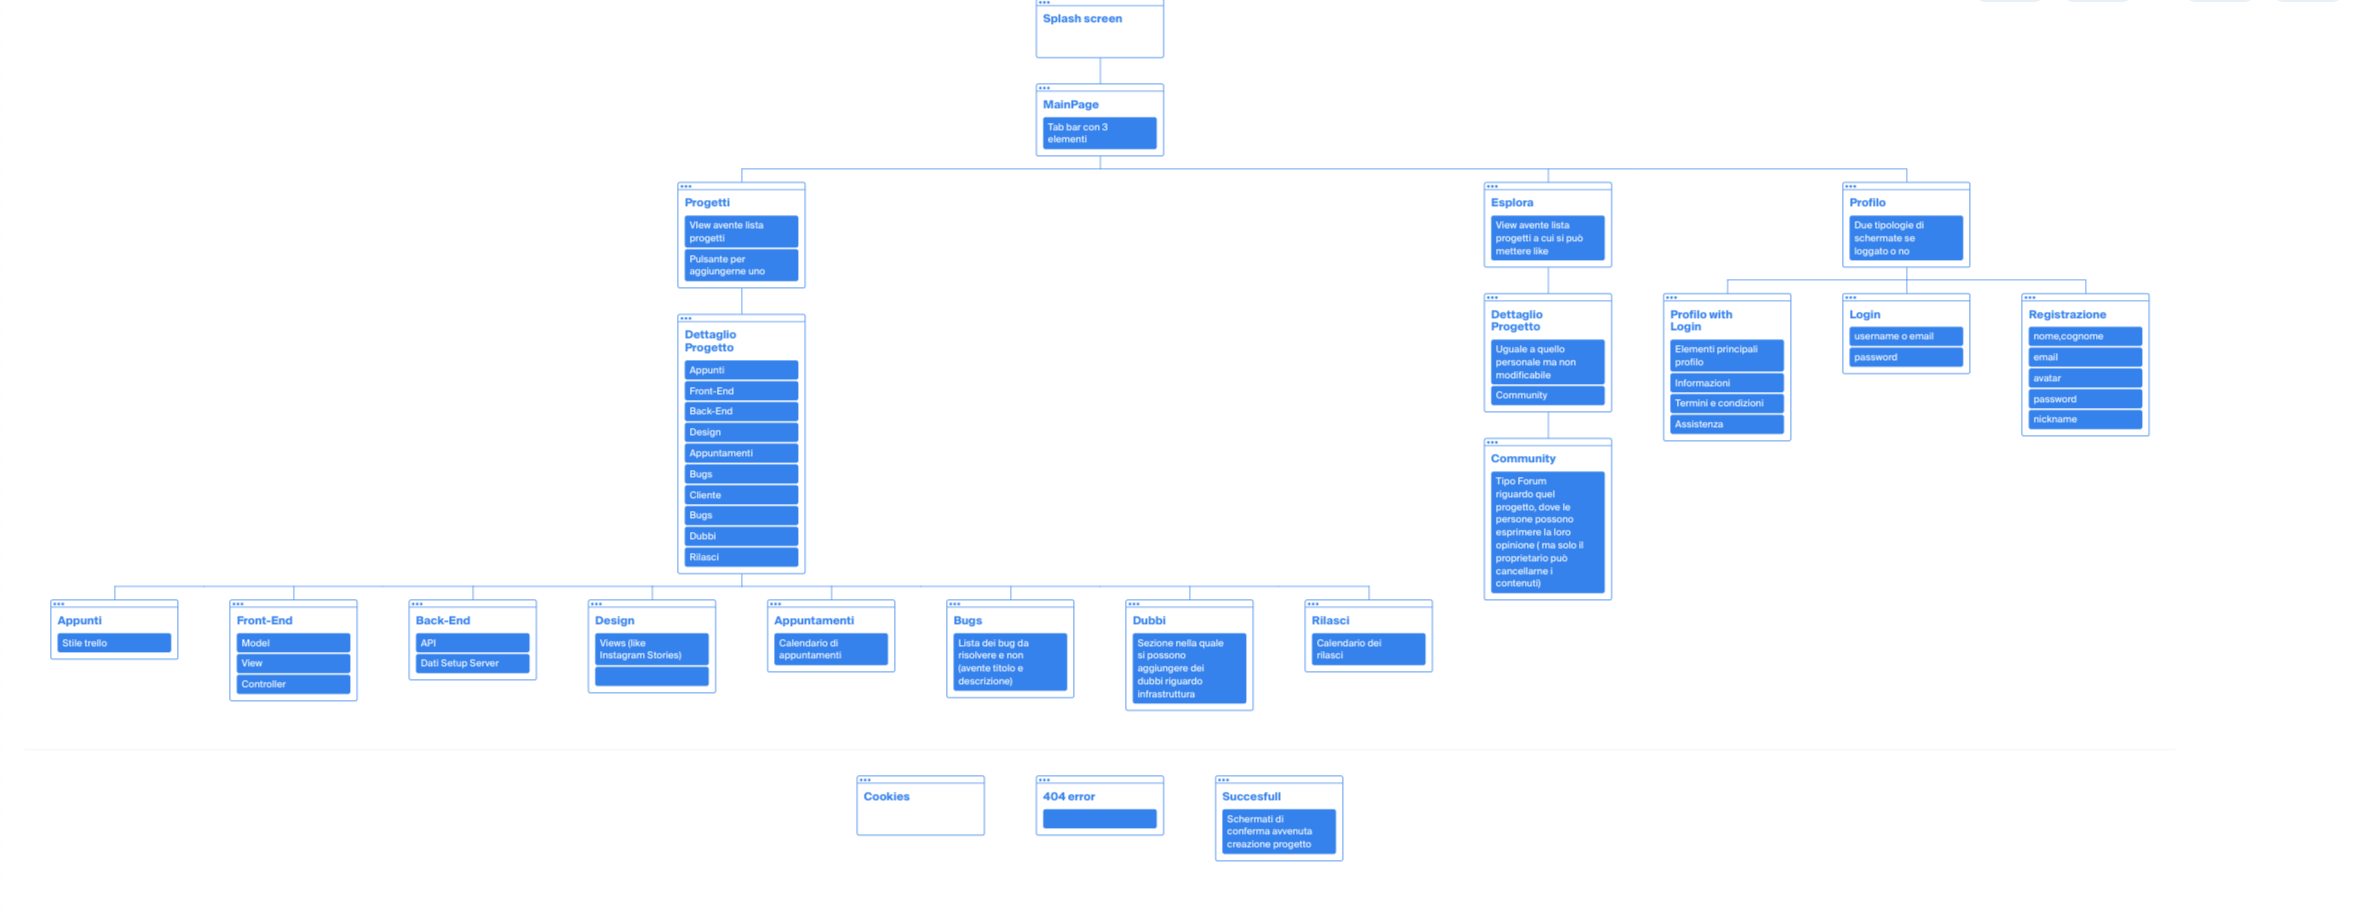 Splash screen
MainPage
Tab bar con 3
elementi
Progetti
VIew avente lista
progetti
Pulsante per
aggiungerne uno
Esplora
View avente lista
progetti a cui si può
mettere like
Profilo
Due tipologie di
schermate se
loggato o no
Dettaglio
Progetto
Appunti
Front-End
Back-End
Design
Appuntamenti
Bugs
Cliente
Bugs
Dubbi
Rilasci
Dettaglio
Progetto
Uguale a quello
personale ma non
modificabile
Community
Profilo with
Login
Elementi principali
profilo
Informazioni
Termini e condizioni
Assistenza
Login
username o email
password
Registrazione
nome,cognome
email
avatar
password
nickname
Community
Tipo Forum
riguardo quel
progetto, dove le
persone possono
esprimere la loro
opinione ( ma solo il
proprietario può
cancellarne i
contenuti)
Appunti
Stile trello
Front-End
Model
View
Controller
Back-End
API
Dati Setup Server
Design
Views (like
Instagram Stories)
Appuntamenti
Calendario di
appuntamenti
Bugs
Lista dei bug da
risolvere e non
(avente titolo e
descrizione)
Dubbi
Sezione nella quale
si possono
aggiungere dei
dubbi riguardo
infrastruttura
Rilasci
Calendario dei
rilasci
Cookies
404 error
Succesfull
Schermati di
conferma avvenuta
creazione progetto